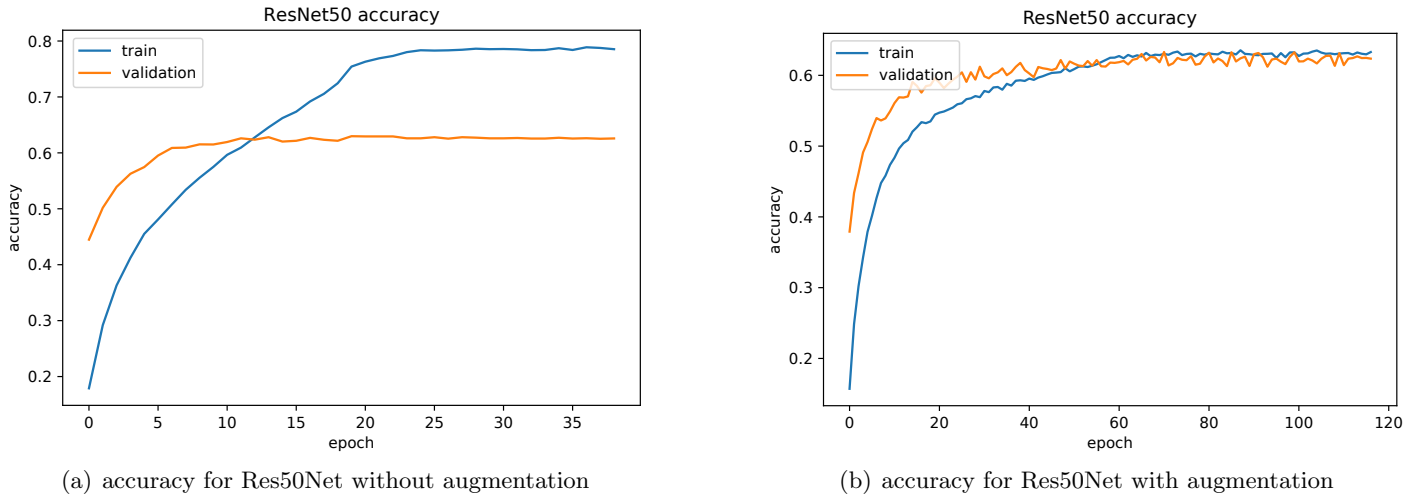 ResNet50 accuracy
train
validation
accuracy
0.8
0.7
0.6
0.5
0.4
0.3
0.2
0 5 10 15 20 25 30 35
epoch
(a) accuracy for Res50Net without augmentation
ResNet50 accuracy
train
validation
accuracy
0.6
0.5
0.4
0.3
0.2
0 20 40 60 80 100 120
epoch
(b) accuracy for Res50Net with augmentation